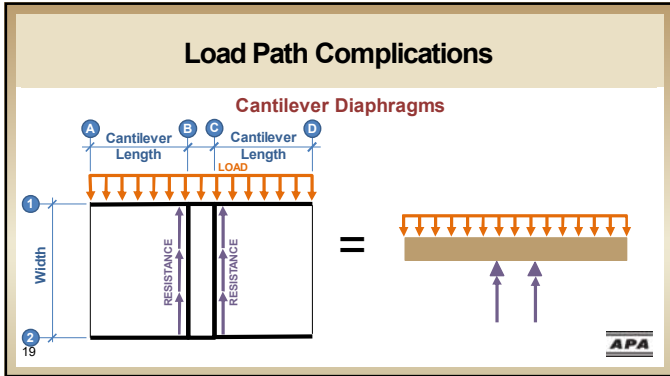 Load Path Complications
Cantilever Diaphragms
A B C D
Cantilever Cantilever
Length Length
LOAD
1
Width
RESISTANCE
RESISTANCE
=
2
19
APA